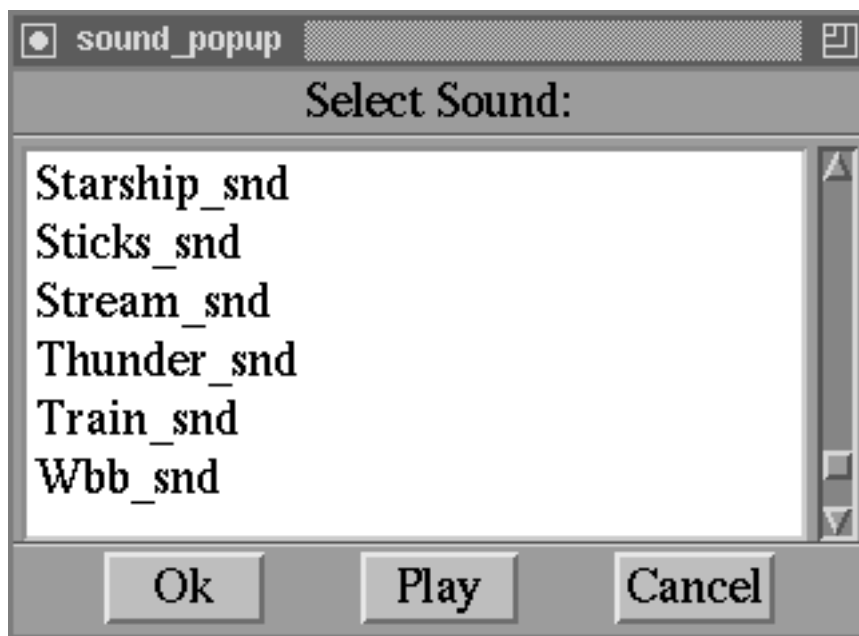 sound_popup
Select Sound:
Starship_snd
Sticks_snd
Stream_snd
Thunder_snd
Train_snd
Wbb_snd
Ok Play Cancel